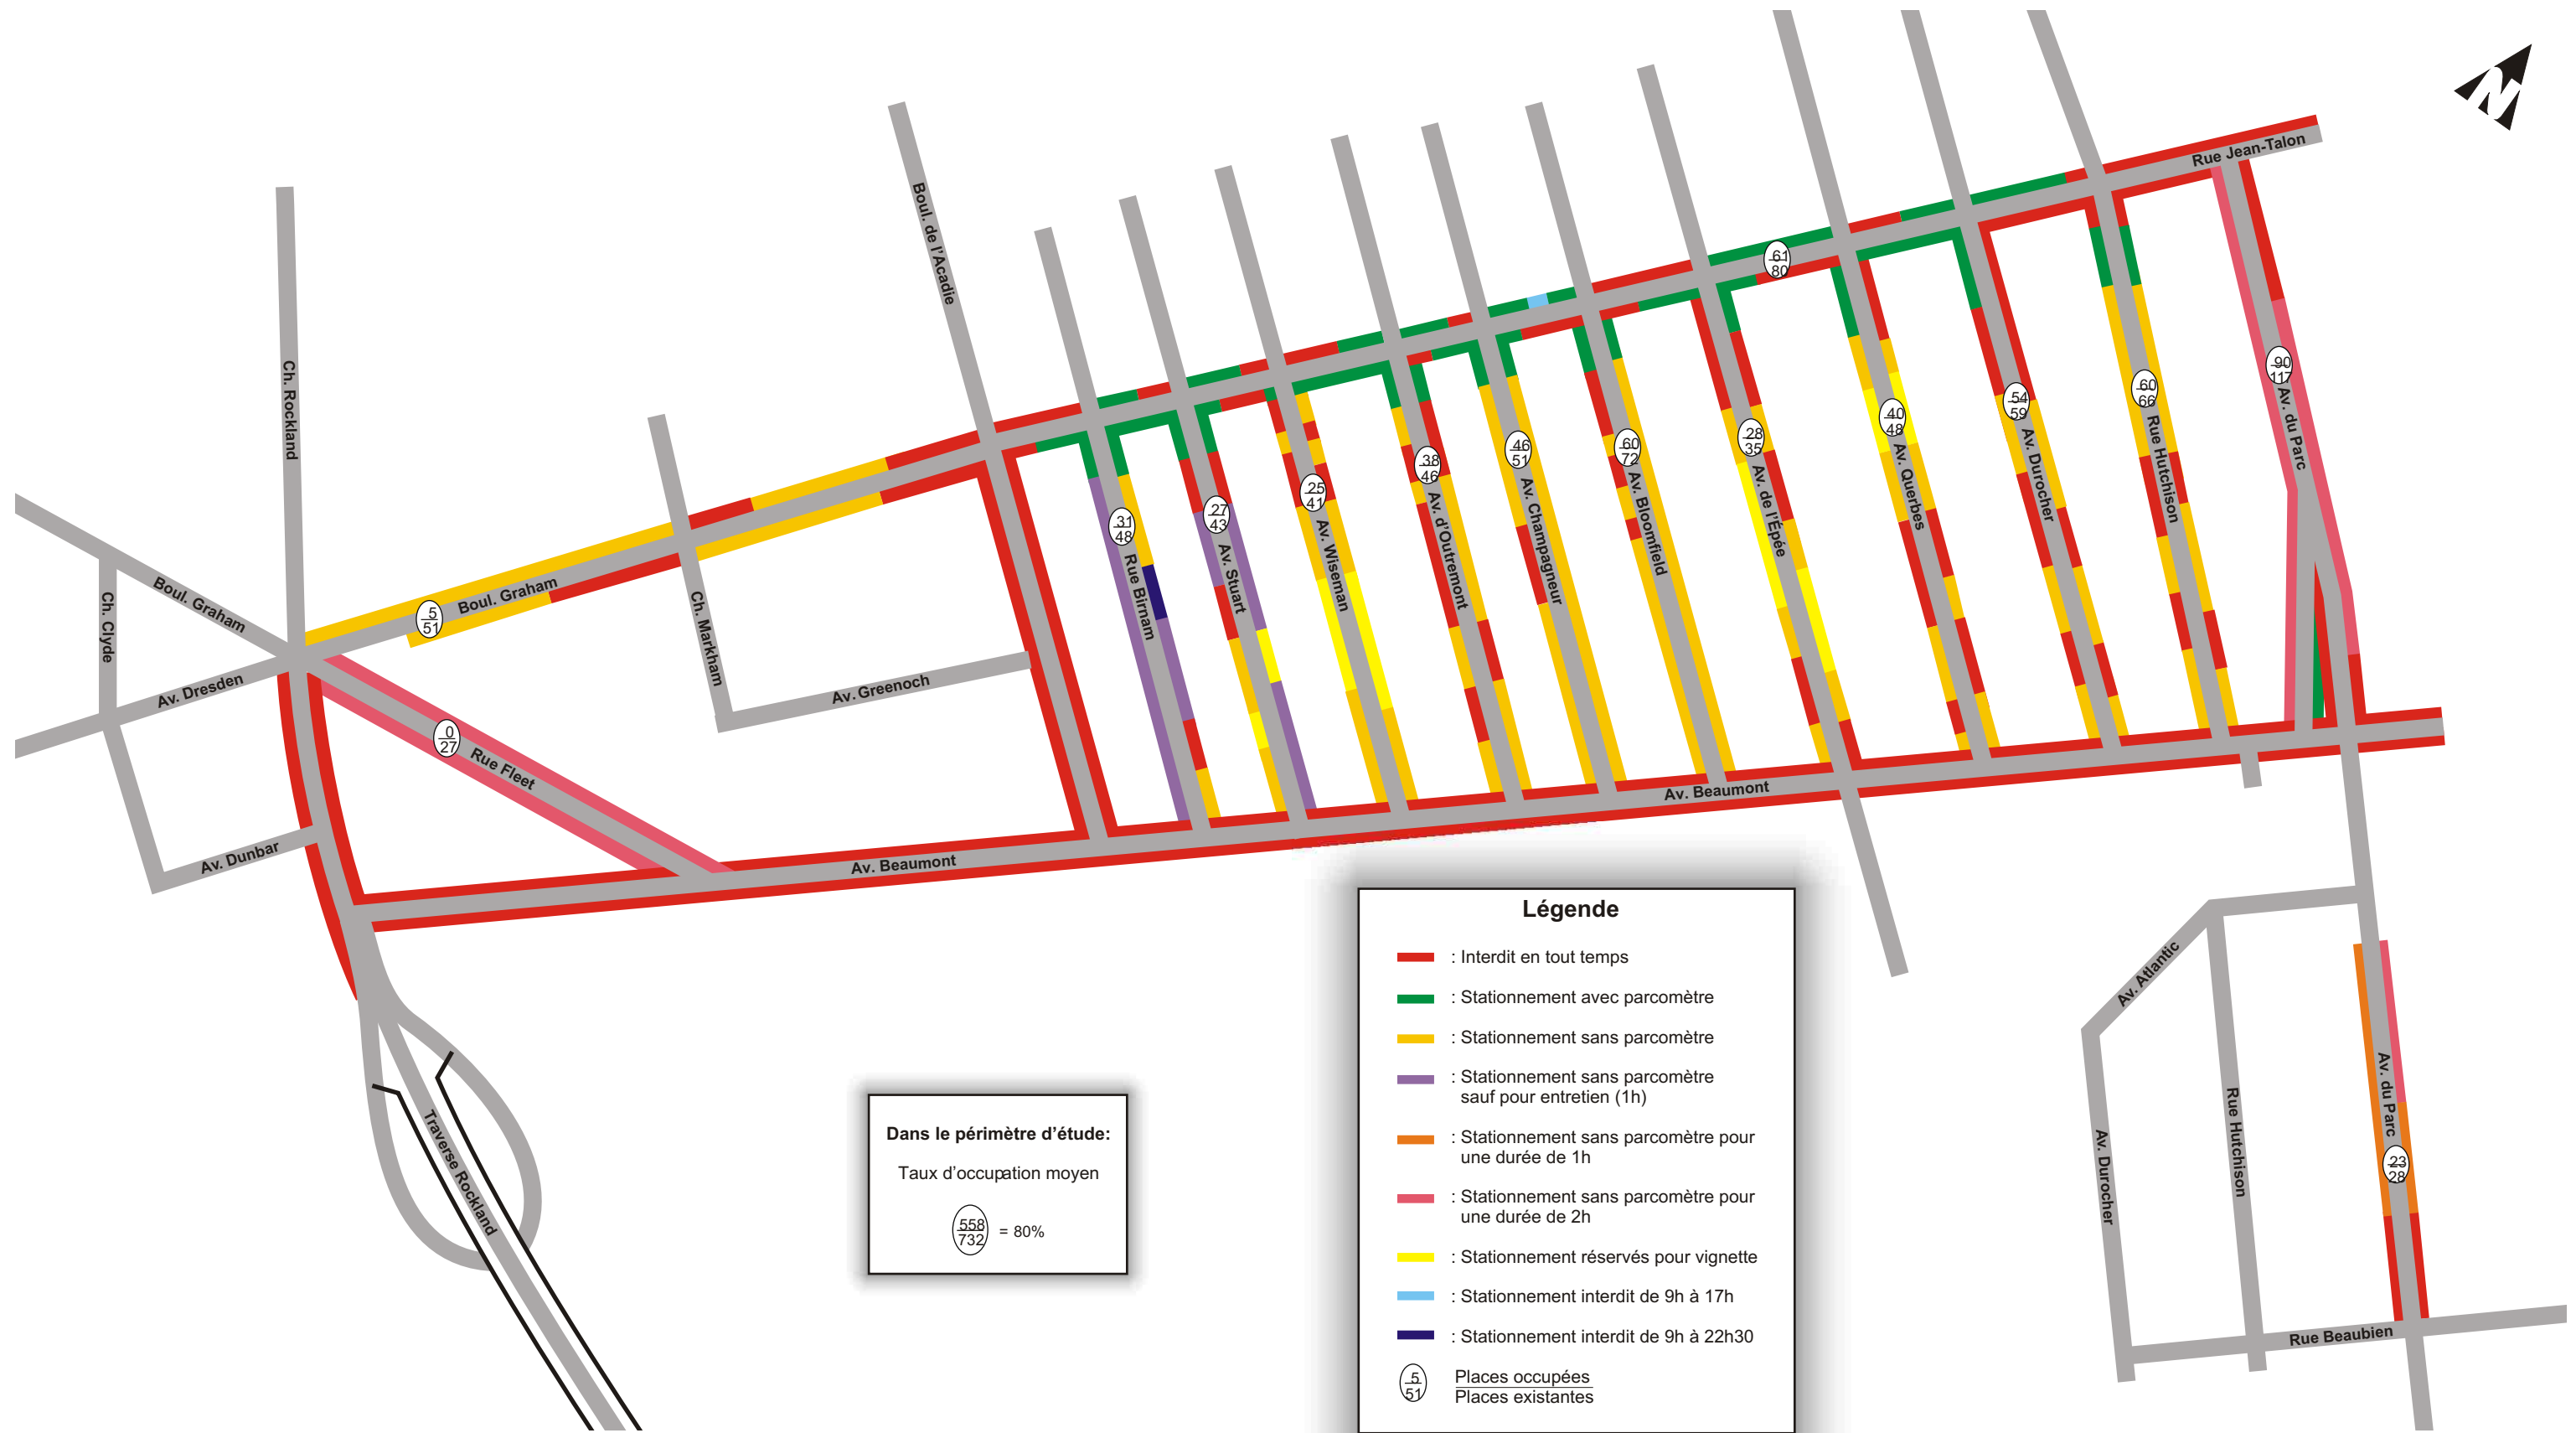 N
Rue Jean-Talon
Boul. de l'Acadie
Ch. Rockland
61
80
90
117
Av. du Parc
60
66
Rue Hutchison
54
59
Av. Durocher
40
48
Av. Querbes
28
35
Av. de l'Épée
60
72
Av. Bloomfield
46
51
Av. Champagneur
38
46
Av. d'Outremont
25
41
Av. Wiseman
27
43
Av. Stuart
31
48
Rue Birnam
Boul. Graham
5
51
Boul. Graham
Ch. Clyde
Ch. Markham
Av. Dresden
Av. Greenoch
0
27
Rue Fleet
Av. Dunbar
Av. Beaumont
Av. Beaumont
Traverse Rockland
Av. Atlantic
Av. Durocher
Rue Hutchison
Av. du Parc
23
28
Rue Beaubien
Dans le périmètre d'étude:
Taux d'occupation moyen
558
732
= 80%
Légende
: Interdit en tout temps
: Stationnement avec parcomètre
: Stationnement sans parcomètre
: Stationnement sans parcomètre
sauf pour entretien (1h)
: Stationnement sans parcomètre pour
une durée de 1h
: Stationnement sans parcomètre pour
une durée de 2h
: Stationnement réservés pour vignette
: Stationnement interdit de 9h à 17h
: Stationnement interdit de 9h à 22h30
5
51
Places occupées
Places existantes